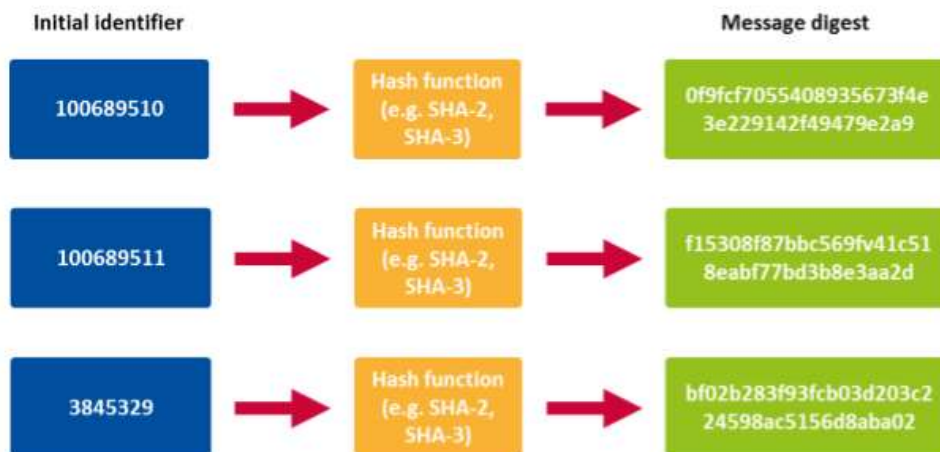 Initial identifier
Message digest
100689510
Hash function
(e.g. SHA-2,
SHA-3)
0f9fcf7055408935673f4e
3e229142f49479e2a9
100689511
Hash function
(e.g. SHA-2,
SHA-3)
f15308f87bbc569fv41c51
8eabf77bd3b8e3aa2d
3845329
Hash function
(e.g. SHA-2,
SHA-3)
bf02b283f93fcb03d203c2
24598ac5156d8aba02